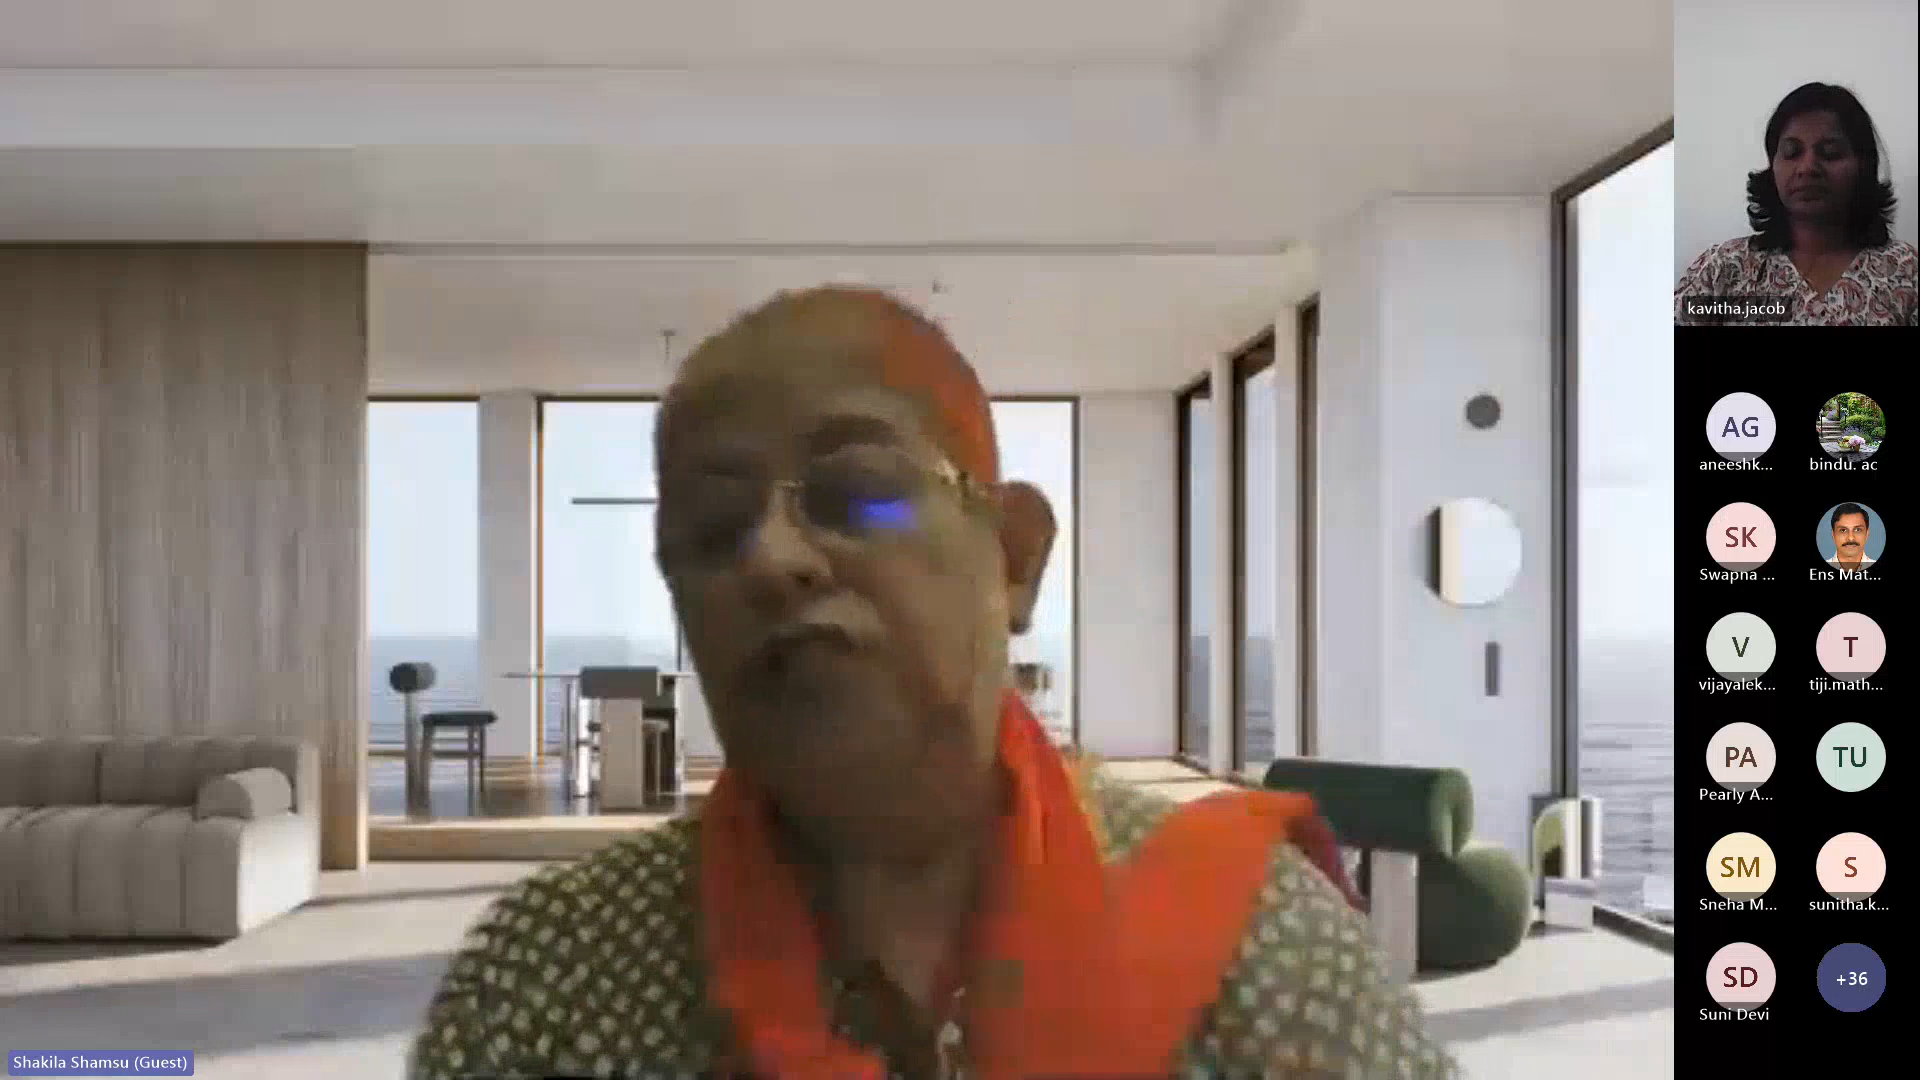 kavitha.jacob
AG
aneeshk...
bindu. ac
SK
Swapna ...
Ens Mat...
V
vijayalek...
T
tiji.math...
PA
Pearly A...
TU
SM
Sneha M...
S
sunitha.k...
SD
Suni Devi
+36
Shakila Shamsu (Guest)